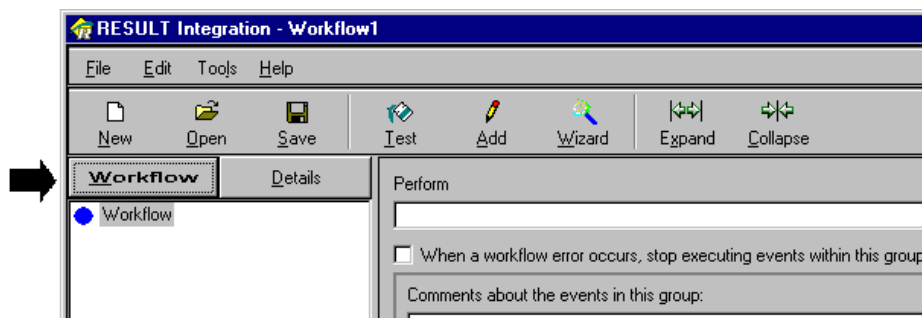 RESULT Integration - Workflow1
File Edit Tools Help
New Open Save Test Add Wizard Expand Collapse
Workflow Details
Perform
Workflow
When a workflow error occurs, stop executing events within this group
Comments about the events in this group: